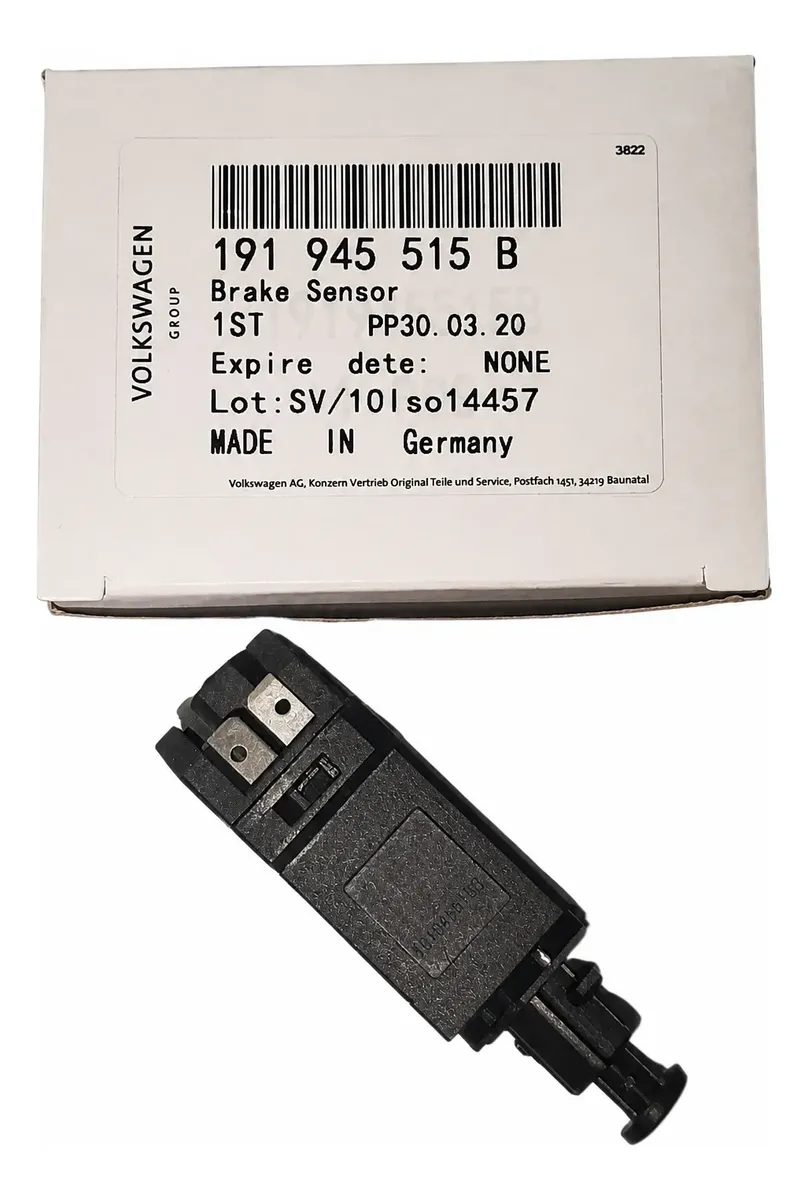 3822
VOLKSWAGEN
GROUP
191 945 515 B
Brake Sensor
1ST PP30.03.20
Expire dete: NONE
Lot:SV/10Iso14457
MADE IN Germany
Volkswagen AG, Konzern Vertrieb Original Teile und Service, Postfach 1451, 34219 Baunatal